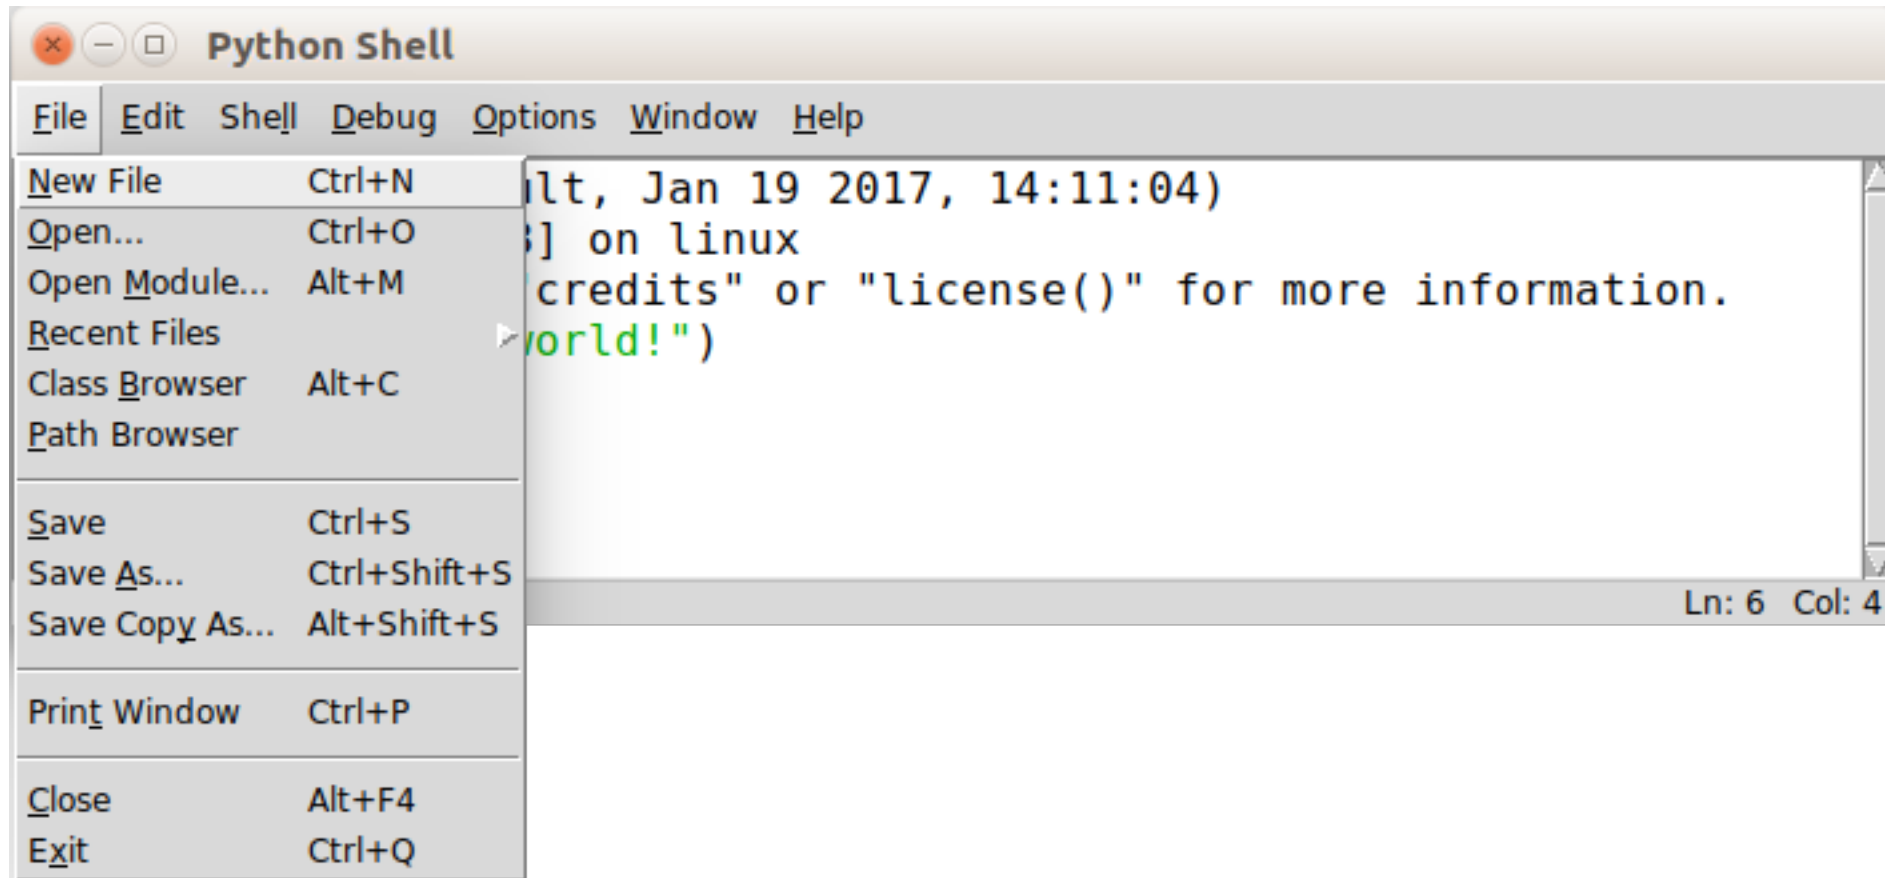 Python Shell
File Edit Shell Debug Options Window Help
New File Ctrl+N
Open... Ctrl+O
Open Module... Alt+M
Recent Files
Class Browser Alt+C
Path Browser
Save Ctrl+S
Save As... Ctrl+Shift+S
Save Copy As... Alt+Shift+S
Print Window Ctrl+P
Close Alt+F4
Exit Ctrl+Q
lt, Jan 19 2017, 14:11:04)
] on linux
"credits" or "license()" for more information.
world!")
Ln: 6 Col: 4